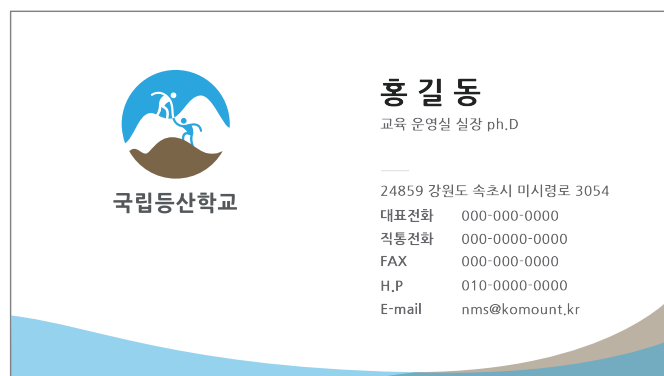 국립등산학교
홍길동
교육 운영실 실장 ph.D
24859 강원도 속초시 미시령로 3054
대표전화 000-000-0000
직통전화 000-0000-0000
FAX 000-000-0000
H.P 010-0000-0000
E-mail nms@komount.kr